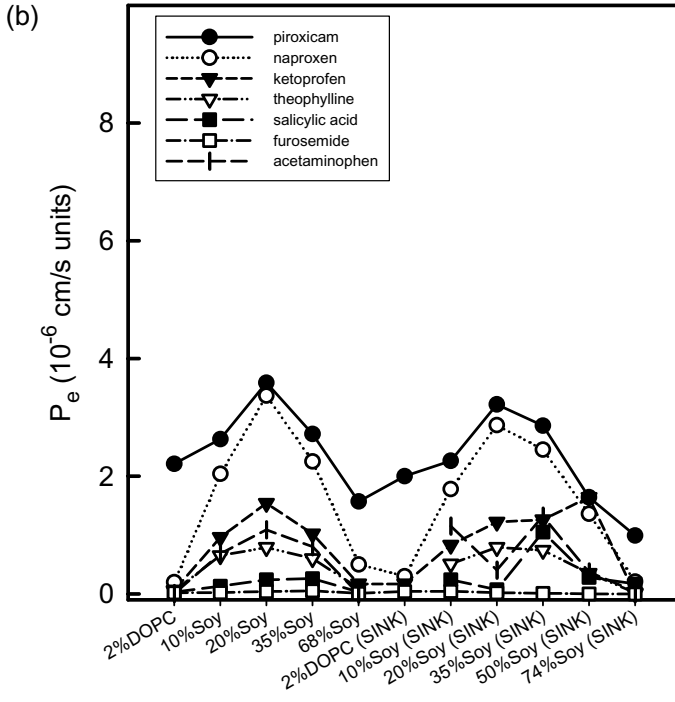 (b)
piroxicam
naproxen
ketoprofen
theophylline
salicylic acid
furosemide
acetaminophen
8
6
4
2
0
P_e (10^-6 cm/s units)
2%DOPC
10%Soy
20%Soy
35%Soy
68%Soy
2%DOPC (SINK)
10%Soy (SINK)
20%Soy (SINK)
35%Soy (SINK)
50%Soy (SINK)
74%Soy (SINK)